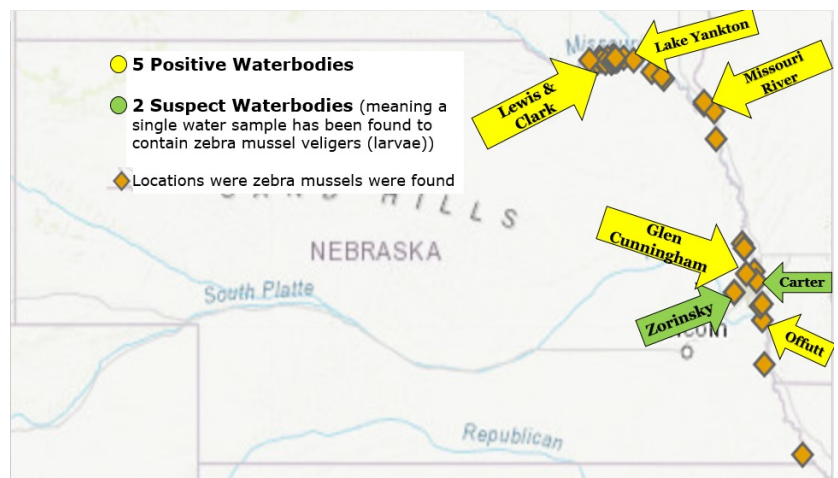 Missouri
Lake Yankton
5 Positive Waterbodies
Missouri
River
Lewis &
Clark
2 Suspect Waterbodies (meaning a
single water sample has been found to
contain zebra mussel veligers (larvae))
Locations were zebra mussels were found
HILLS
NEBRASKA
Glen
Cunningham
Carter
South Platte
Zorinsky
Offutt
Republican